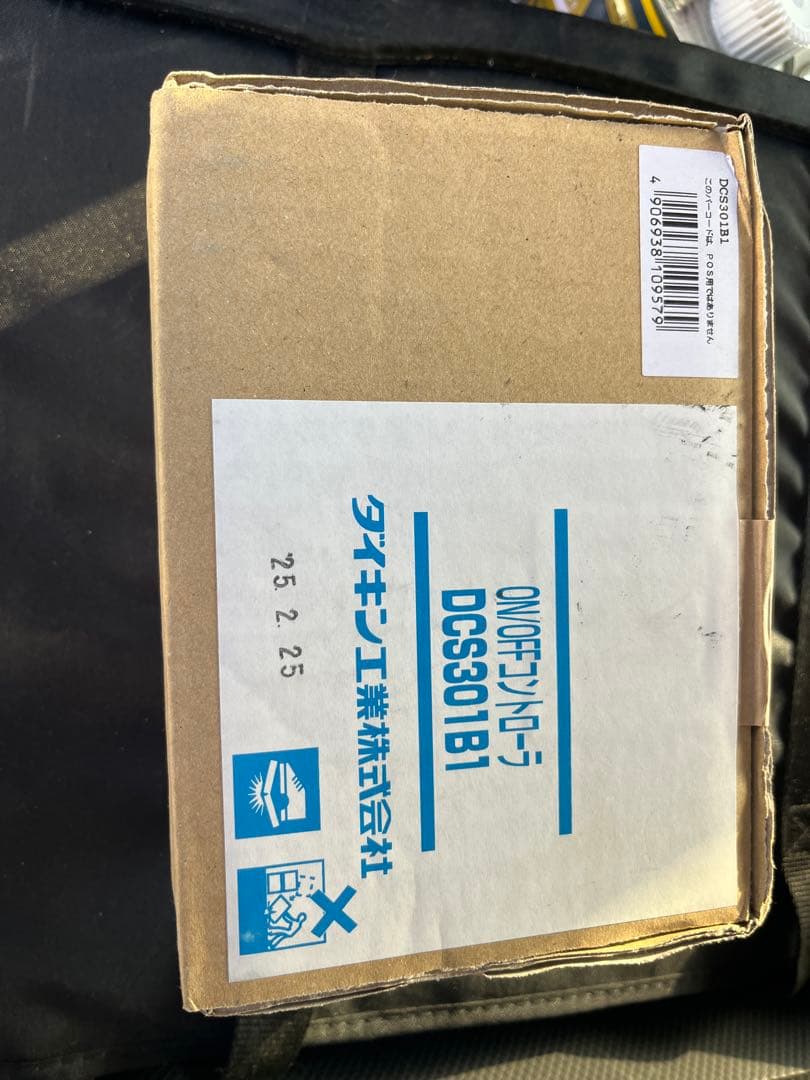 DCS301B1
このバーコードは、POS用ではありません
4 906938 109579
ON/OFFコントローラ
DCS301B1
ダイキン工業株式会社
'25. 2. 25